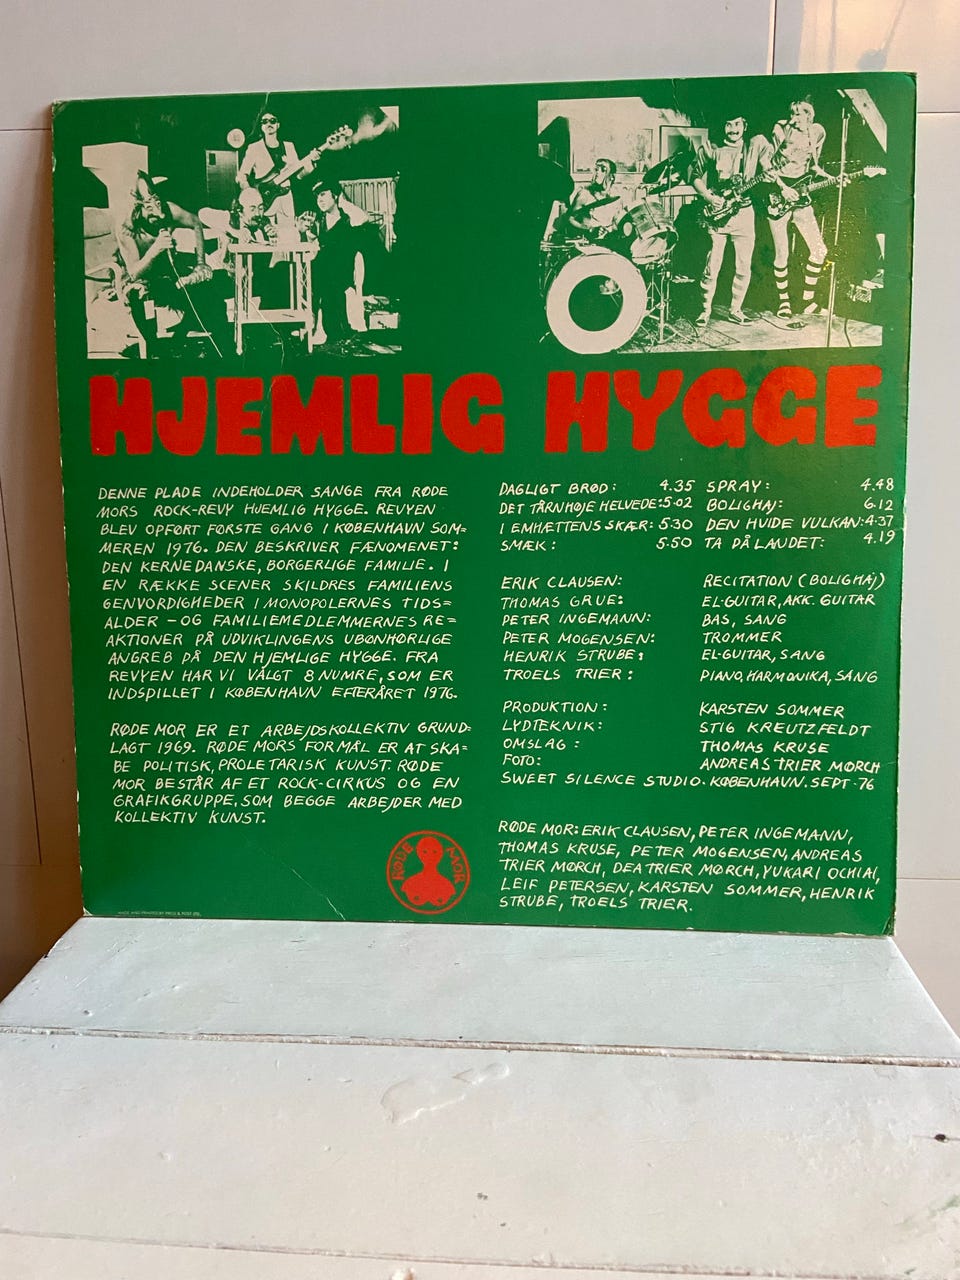 HJEMLIG HYGGE
DENNE PLADE INDEHOLDER SANGE FRA RØDE
MORS ROCK-REVY HJEMLIG HYGGE. REVYEN
BLEV OPFØRT FØRSTE GANG I KØBENHAVN SOM=
MEREN 1976. DEN BESKRIVER FÆNOMENET:
DEN KERNEDANSKE, BORGERLIGE FAMILIE. I
EN RÆKKE SCENER SKILDRES FAMILIENS
GENVORDIGHEDER I MONOPOLERNES TIDS=
ALDER - OG FAMILIEMEDLEMMERNES RE=
AKTIONER PÅ UDVIKLINGENS UBØNHØRLIGE
ANGREB PÅ DEN HJEMLIGE HYGGE. FRA
REVYEN HAR VI VALGT 8 NUMRE, SOM ER
INDSPILLET I KØBENHAVN EFTERÅRET 1976.
RØDE MOR ER ET ARBEJDSKOLLEKTIV GRUND=
LAGT 1969. RØDE MORS FORMÅL ER AT SKA=
BE POLITISK, PROLETARISK KUNST. RØDE
MOR BESTÅR AF ET ROCK-CIRKUS OG EN
GRAFIKGRUPPE, SOM BEGGE ARBEJDER MED
KOLLEKTIV KUNST.
RØDE MOR
MADE AND PRINTED BY
DAGLIGT BRØD: 4.35 SPRAY: 4.48
DET TÅRNHØJE HELVEDE: 5.02 BOLIGHAJ: 6.12
I EMHÆTTENS SKÆR: 5.30 DEN HVIDE VULKAN: 4.37
SMÆK: 5.50 TA PÅ LANDET: 4.19
ERIK CLAUSEN: RECITATION (BOLIGHAJ)
THOMAS GRUE: EL-GUITAR, AKK. GUITAR
PETER INGEMANN: BAS, SANG
PETER MOGENSEN: TROMMER
HENRIK STRUBE: EL-GUITAR, SANG
TROELS TRIER: PIANO, HARMONIKA, SANG
PRODUKTION: KARSTEN SOMMER
LYDTEKNIK: STIG KREUTZFELDT
OMSLAG: THOMAS KRUSE
FOTO: ANDREAS TRIER MØRCH
SWEET SILENCE STUDIO. KØBENHAVN. SEPT-76
RØDE MOR: ERIK CLAUSEN, PETER INGEMANN,
THOMAS KRUSE, PETER MOGENSEN, ANDREAS
TRIER MØRCH, DEA TRIER MØRCH, YUKARI OCHIAI,
LEIF PETERSEN, KARSTEN SOMMER, HENRIK
STRUBE, TROELS TRIER.